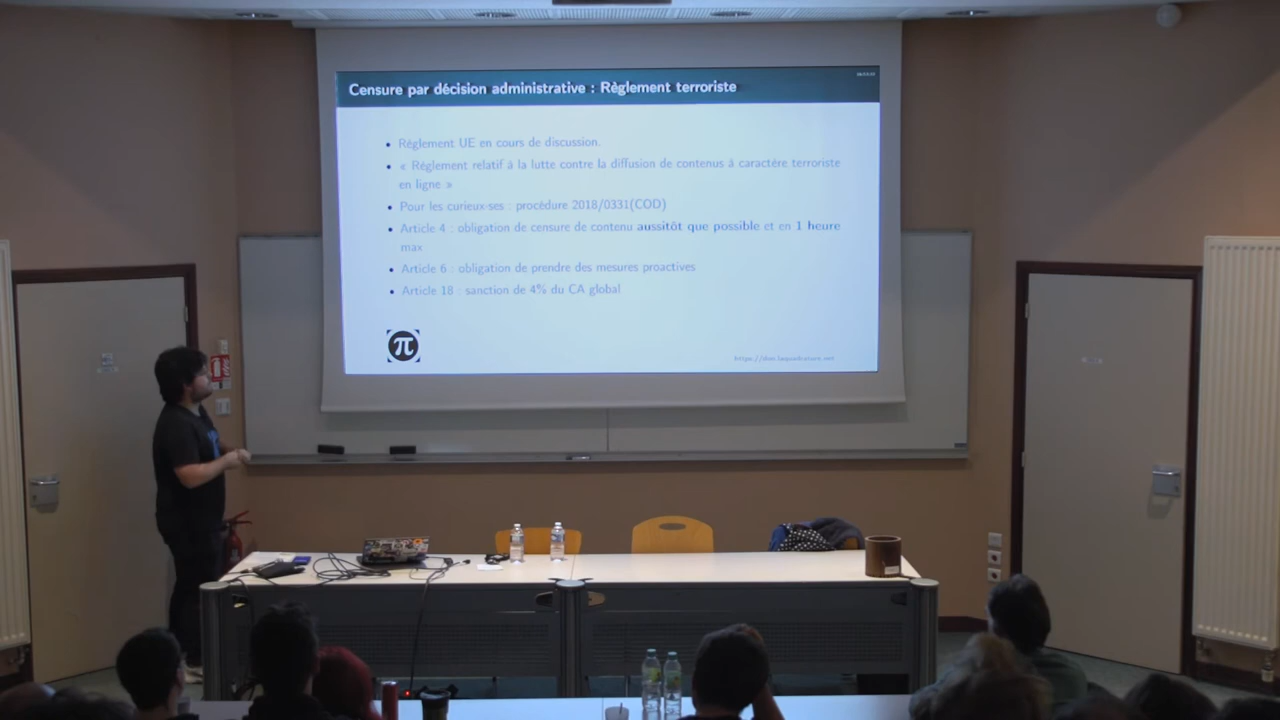 Censure par décision administrative : Règlement terroriste
• Règlement UE en cours de discussion.
• « Règlement relatif à la lutte contre la diffusion de contenus à caractère terroriste
en ligne »
• Pour les curieux·ses : procédure 2018/0331(COD)
• Article 4 : obligation de censure de contenu aussitôt que possible et en 1 heure
max
• Article 6 : obligation de prendre des mesures proactives
• Article 18 : sanction de 4% du CA global
π